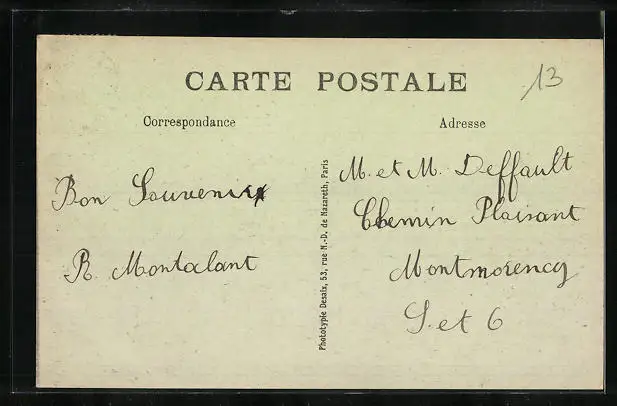 CARTE POSTALE
13
Correspondance
Adresse
Bon Souvenir
R. Montalant
Phototypie Desaix, 53, rue N.-D. de Nazareth, Paris
M. et M. Deffault
Chemin Plaisant
Montmorency
S. et 6